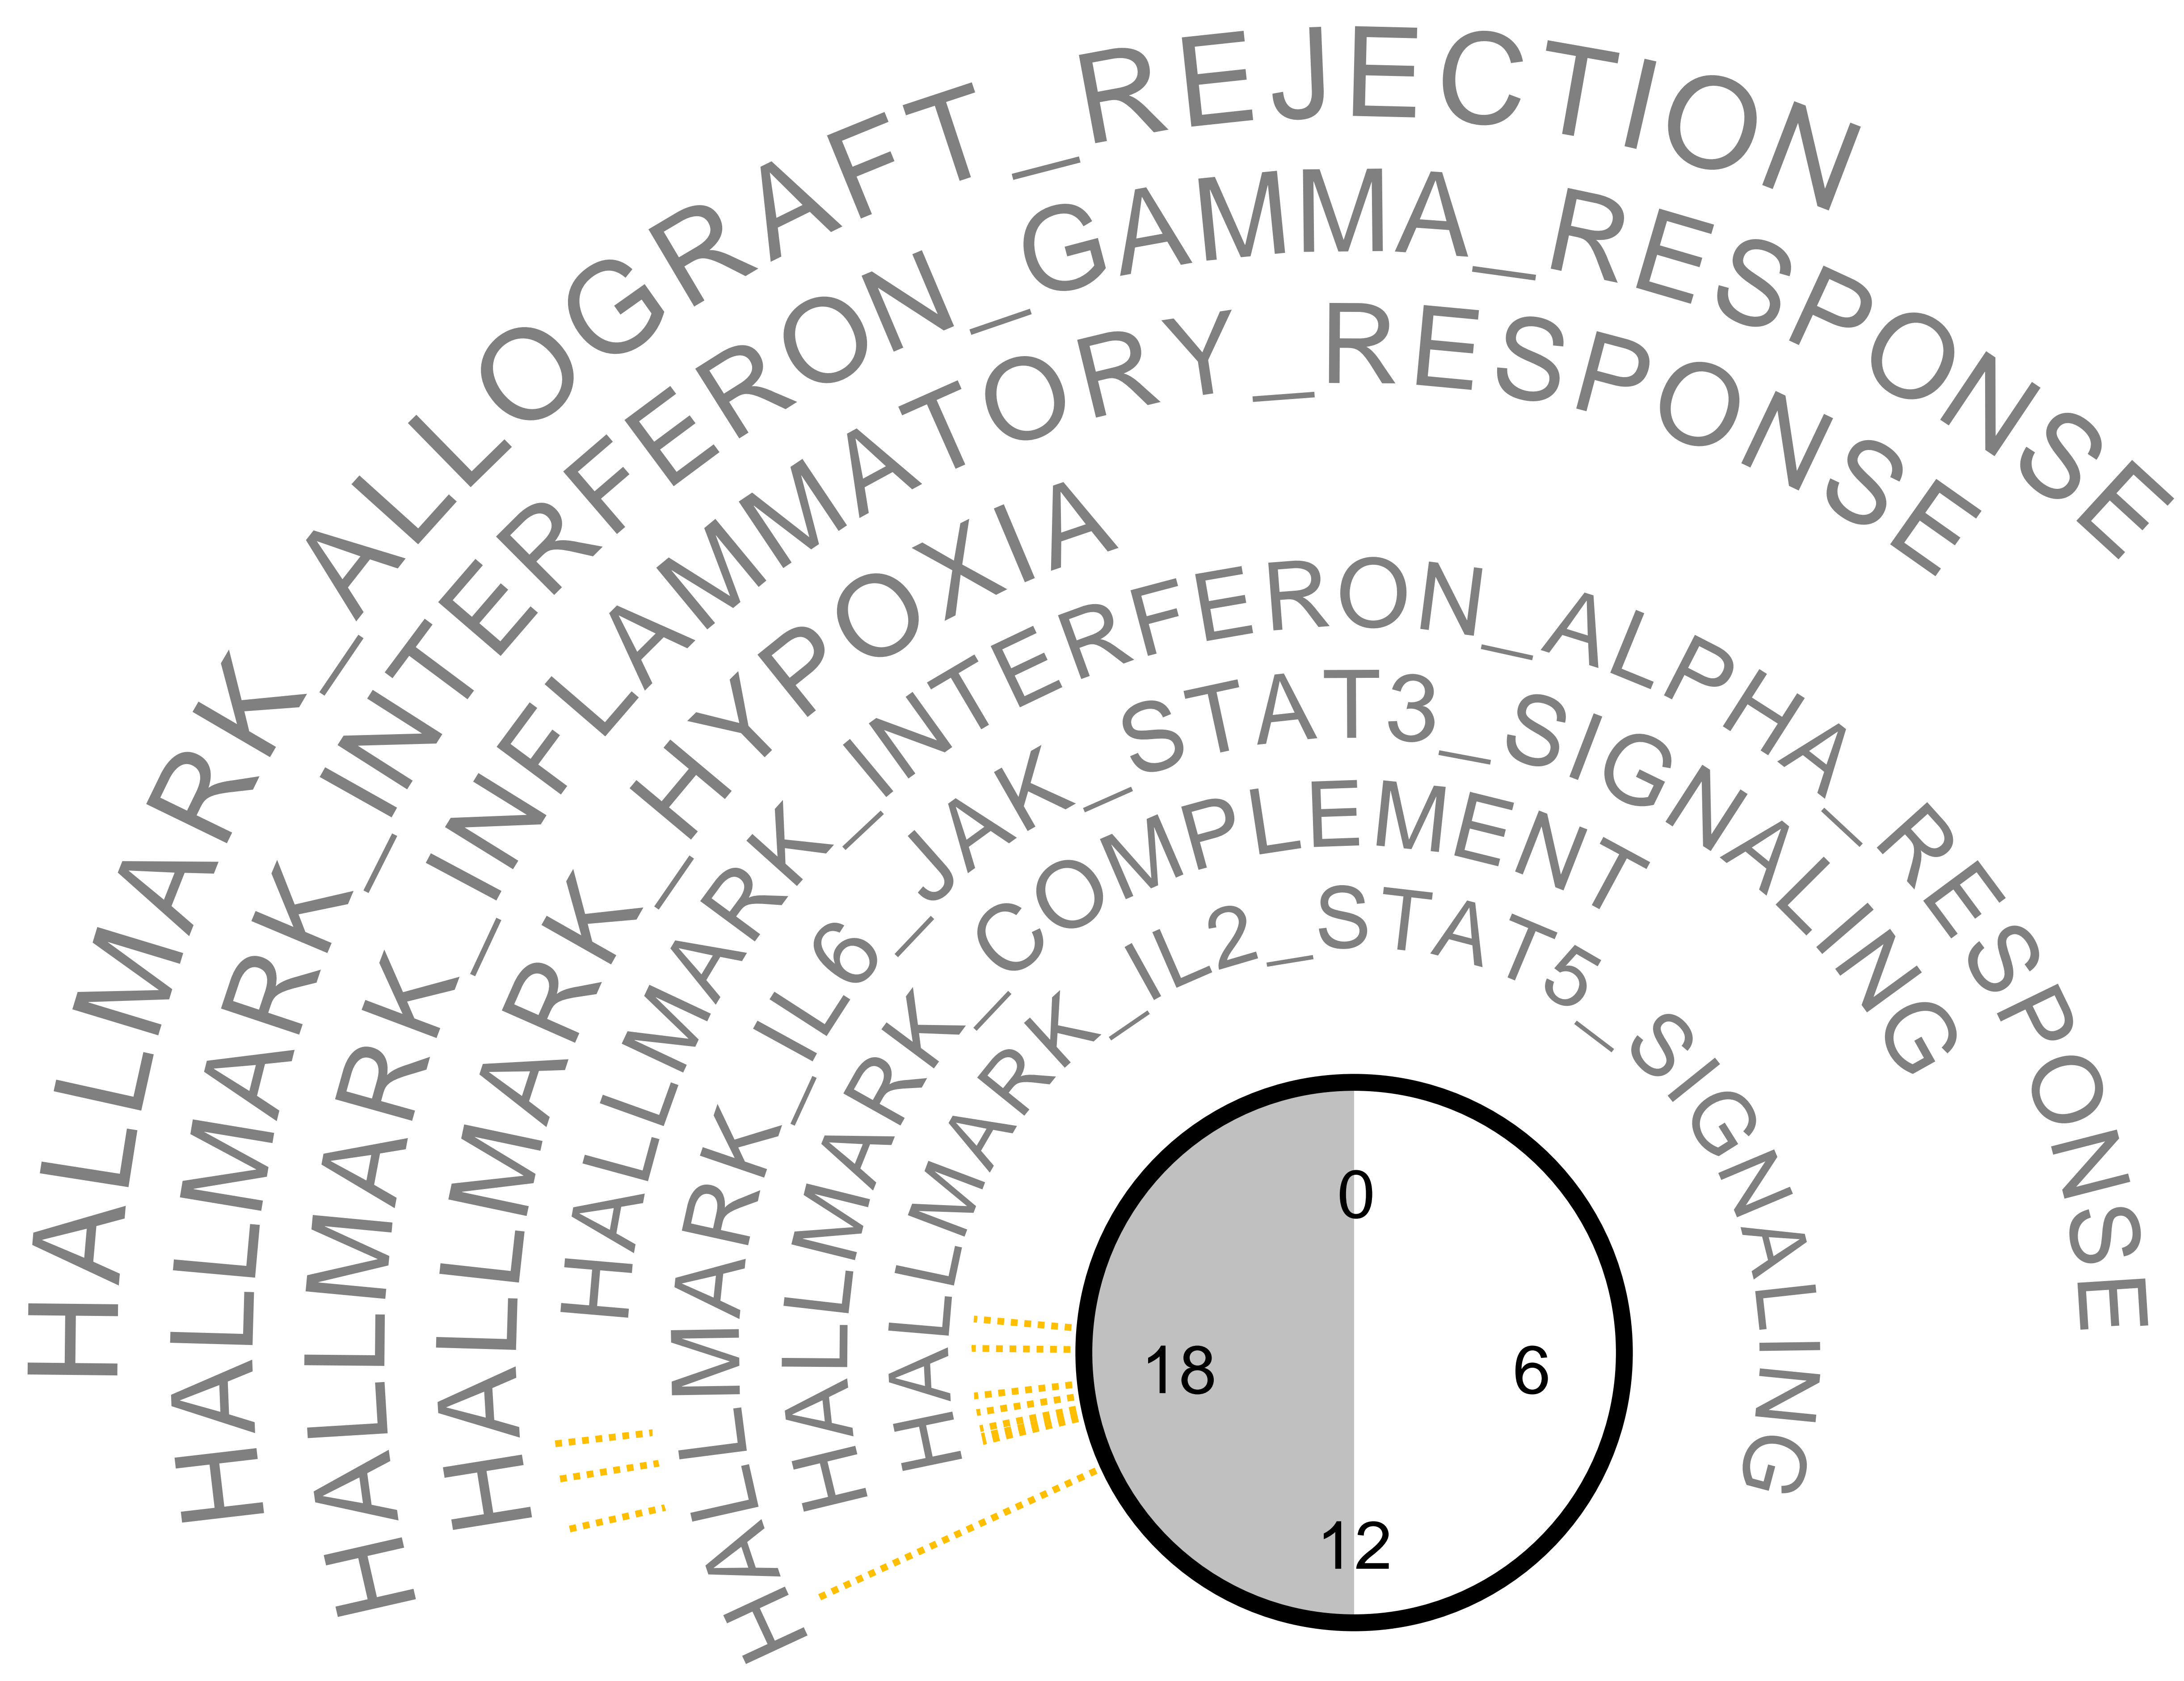 HALLMARK_ALLOGRAFT_REJECTION
HALLMARK_INTERFERON_GAMMA_RESPONSE
HALLMARK_INFLAMMATORY_RESPONSE
HALLMARK_HYPOXIA
HALLMARK_INTERFERON_ALPHA_RESPONSE
HALLMARK_IL6_JAK_STAT3_SIGNALING
HALLMARK_COMPLEMENT
HALLMARK_IL2_STAT5_SIGNALING
0
18
6
12